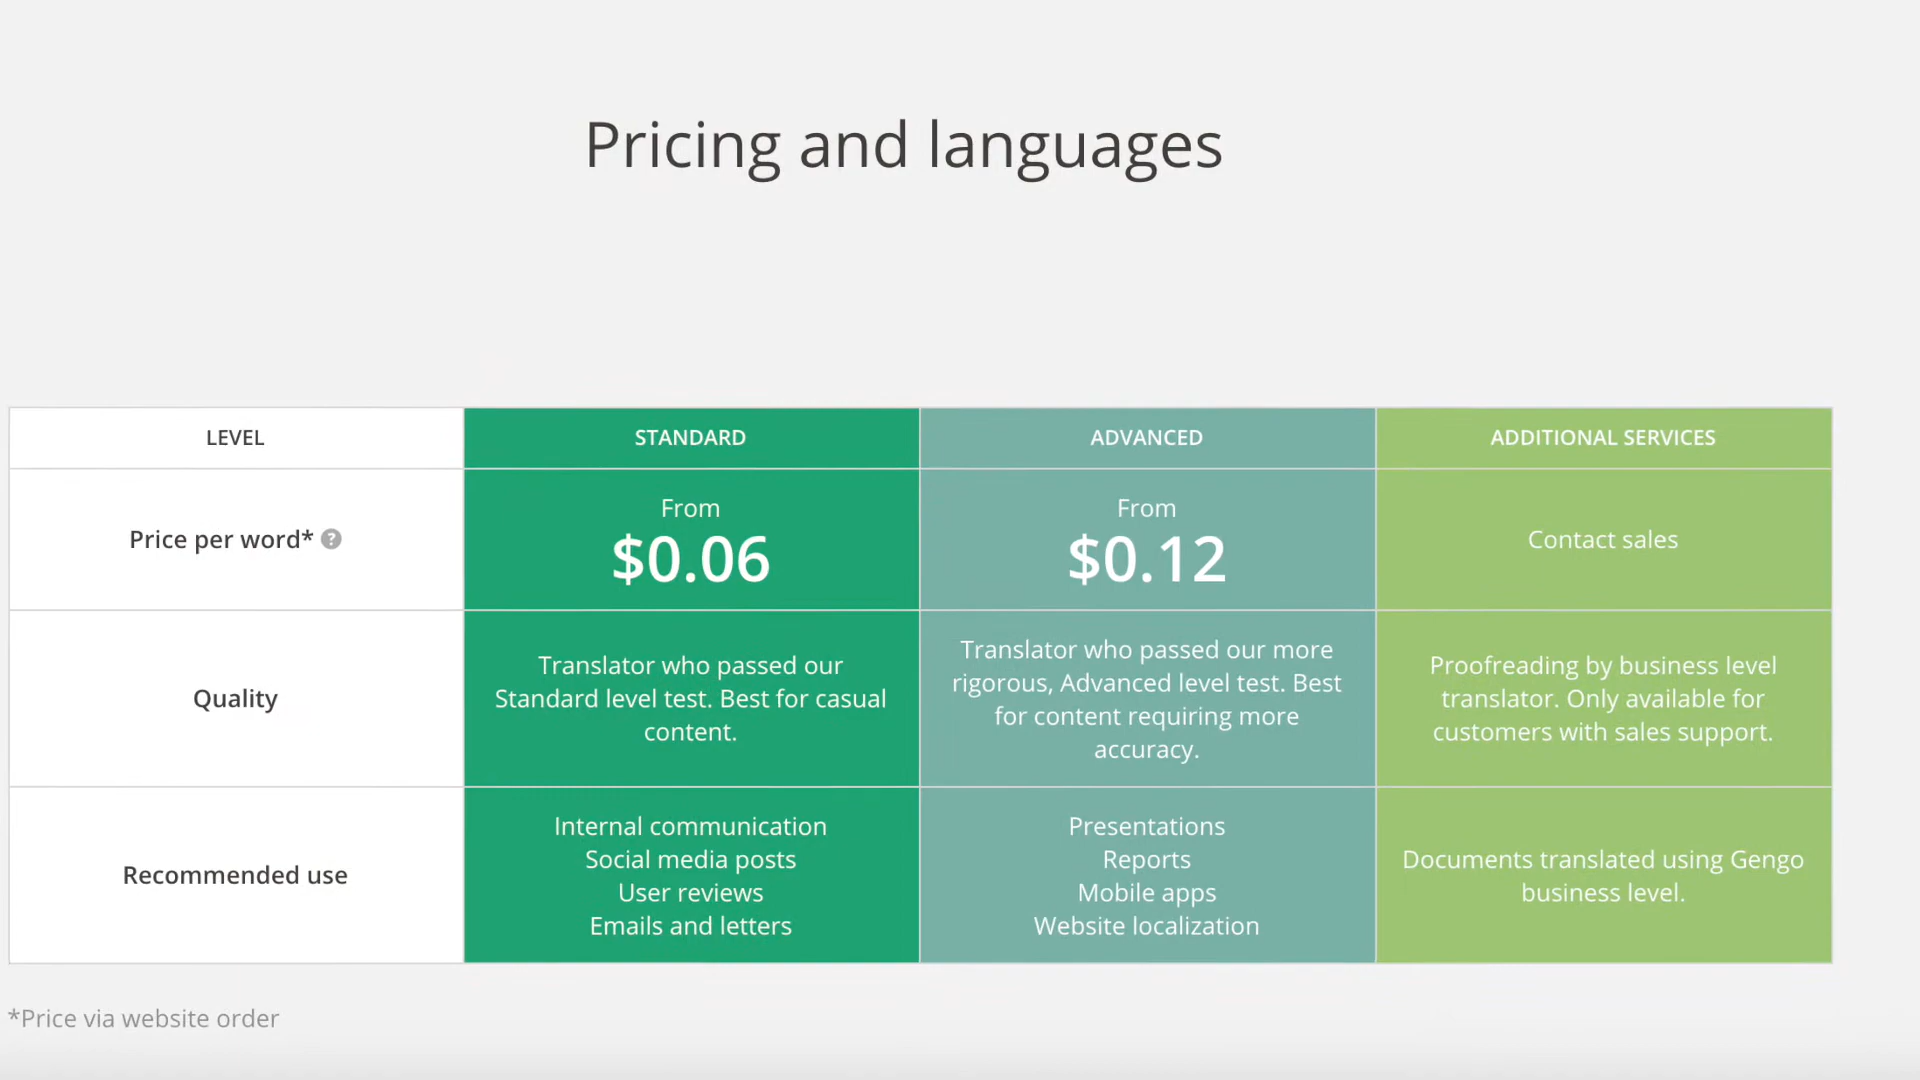 Pricing and languages
LEVEL
STANDARD
ADVANCED
ADDITIONAL SERVICES
Price per word* ?
From
$0.06
From
$0.12
Contact sales
Quality
Translator who passed our
Standard level test. Best for casual
content.
Translator who passed our more
rigorous, Advanced level test. Best
for content requiring more
accuracy.
Proofreading by business level
translator. Only available for
customers with sales support.
Recommended use
Internal communication
Social media posts
User reviews
Emails and letters
Presentations
Reports
Mobile apps
Website localization
Documents translated using Gengo
business level.
*Price via website order